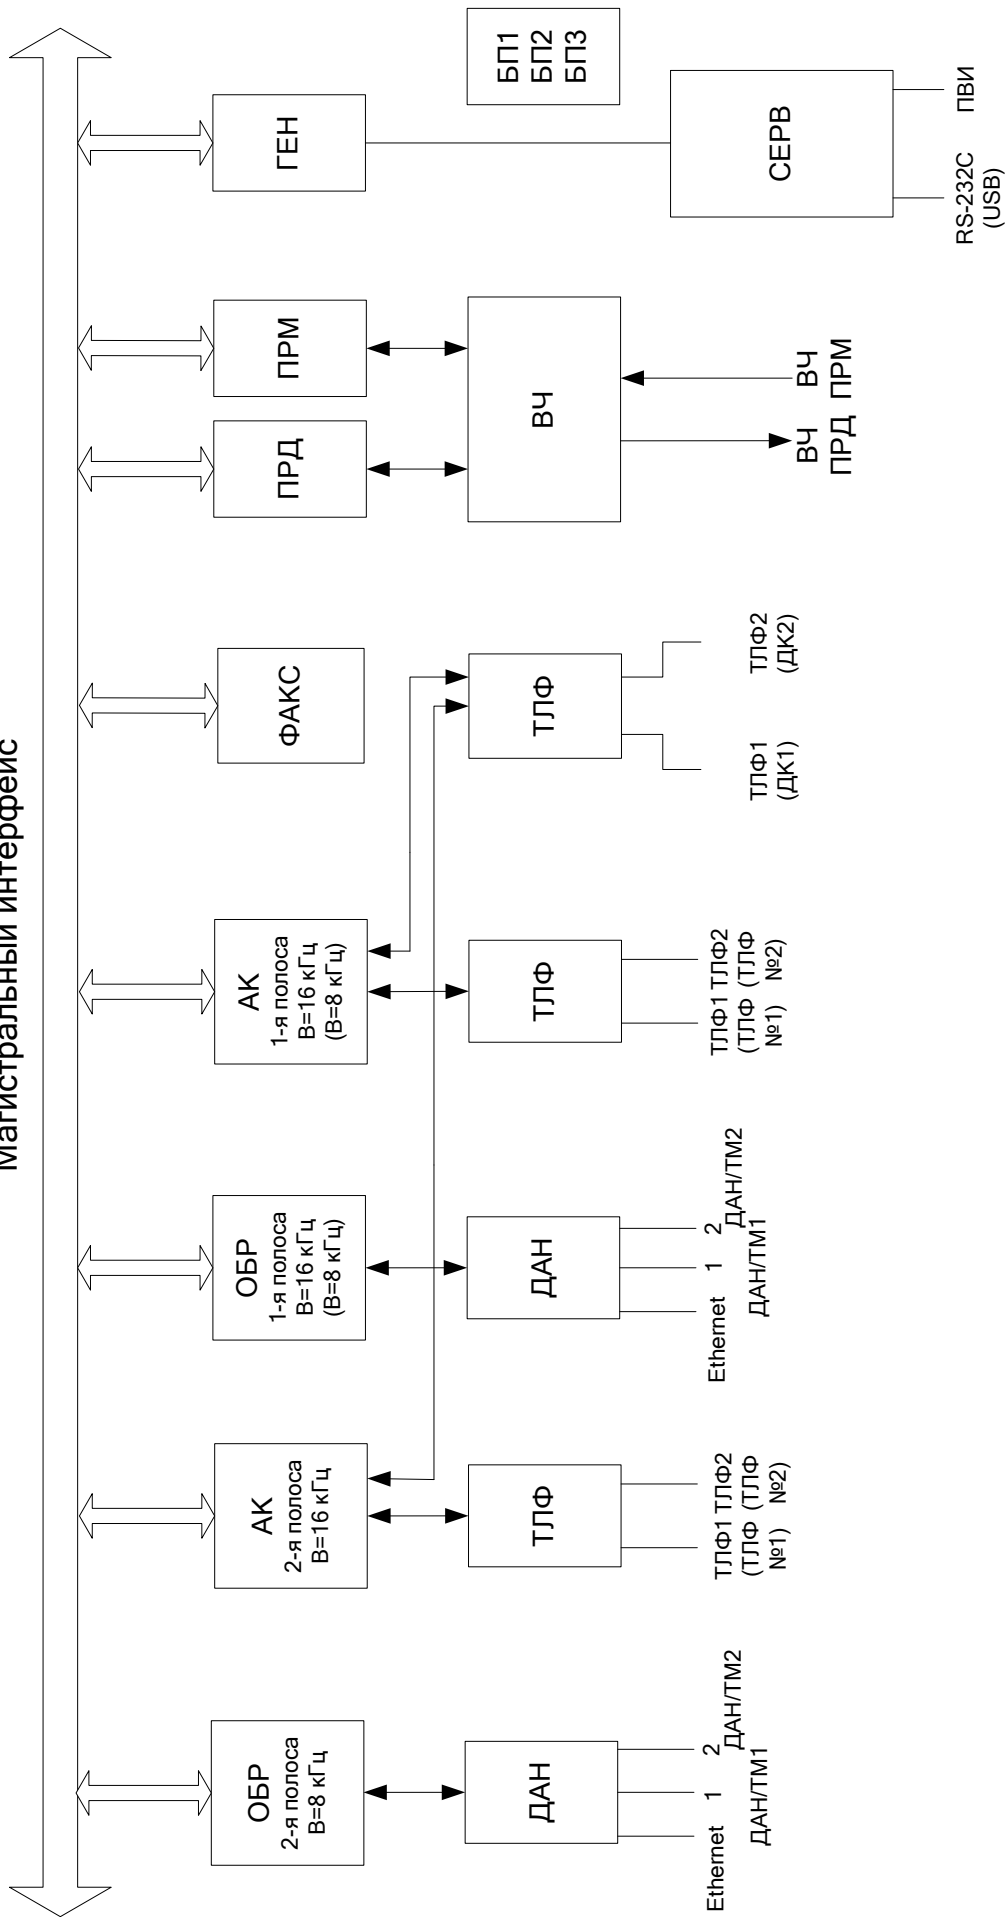 Магистральный интерфейс
ОБР
2-я полоса
В=8 кГц
АК
2-я полоса
В=16 кГц
ОБР
1-я полоса
В=16 кГц
(В=8 кГц)
АК
1-я полоса
В=16 кГц
(В=8 кГц)
ФАКС
ПРД
ПРМ
ГЕН
ДАН
ТЛФ
ДАН
ТЛФ
ТЛФ
ВЧ
БП1
БП2
БП3
СЕРВ
Ethernet 1 2
ДАН/ТМ2
ДАН/ТМ1
ТЛФ1 ТЛФ2
(ТЛФ (ТЛФ
№1) №2)
Ethernet 1 2
ДАН/ТМ2
ДАН/ТМ1
ТЛФ1 ТЛФ2
(ТЛФ (ТЛФ
№1) №2)
ТЛФ1
(ДК1)
ТЛФ2
(ДК2)
ВЧ
ПРД
ВЧ
ПРМ
RS-232C
(USB)
ПВИ